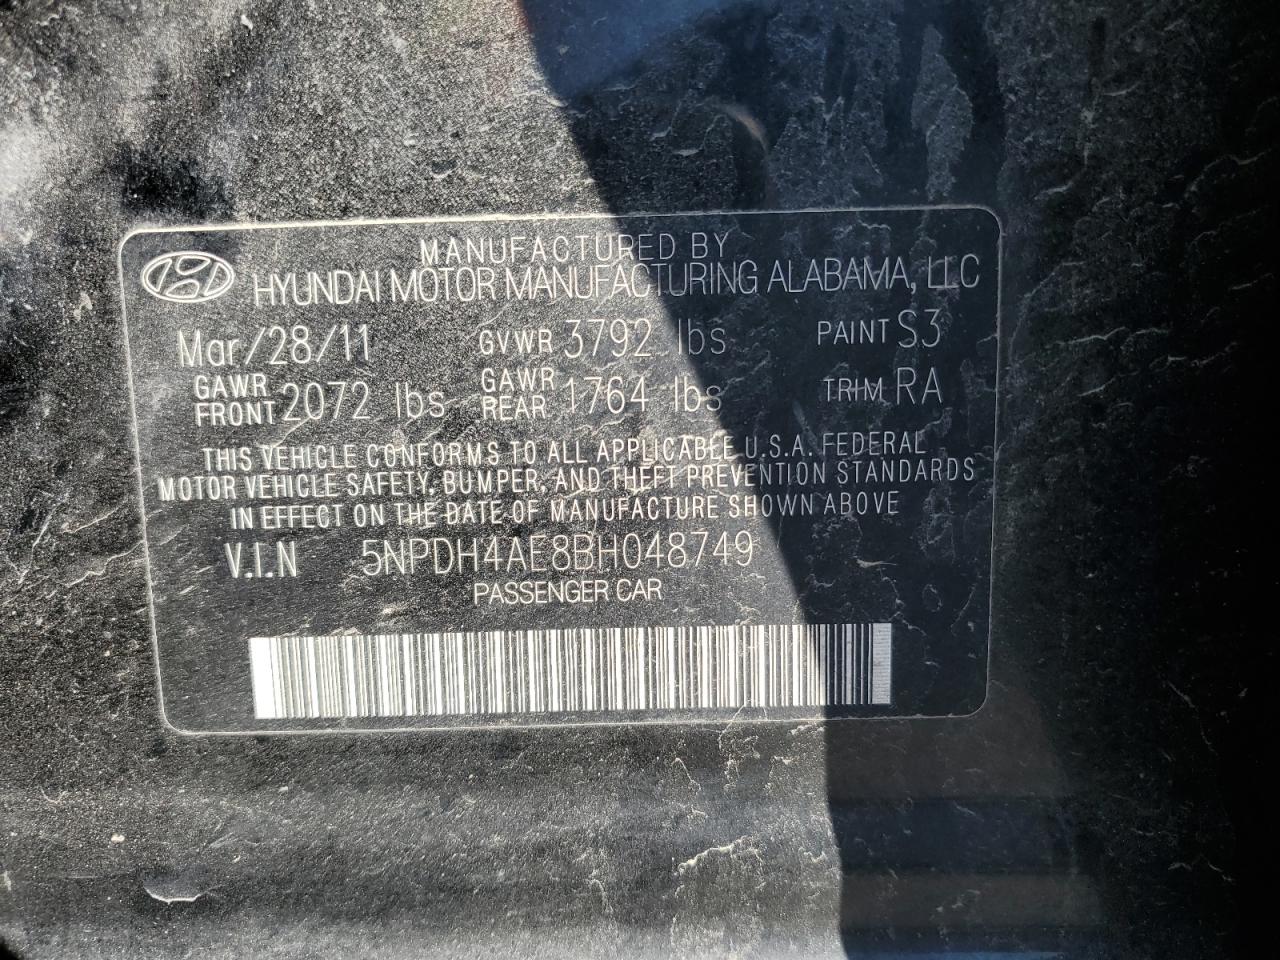 MANUFACTURED BY
HYUNDAI MOTOR MANUFACTURING ALABAMA, LLC
Mar/28/11 GVWR 3792 lbs PAINT S3
GAWR FRONT 2072 lbs GAWR REAR 1764 lbs TRIM RA
THIS VEHICLE CONFORMS TO ALL APPLICABLE U.S.A. FEDERAL
MOTOR VEHICLE SAFETY, BUMPER, AND THEFT PREVENTION STANDARDS
IN EFFECT ON THE DATE OF MANUFACTURE SHOWN ABOVE
V.I.N 5NPDH4AE8BH048749
PASSENGER CAR